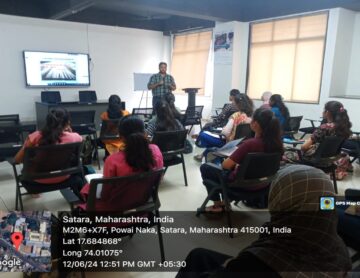 GPS Map C
Satara, Maharashtra, India
M2M6+X7F, Powai Naka, Satara, Maharashtra 415001, India
Lat 17.684868°
Long 74.01075°
12/06/24 12:51 PM GMT +05:30
Google